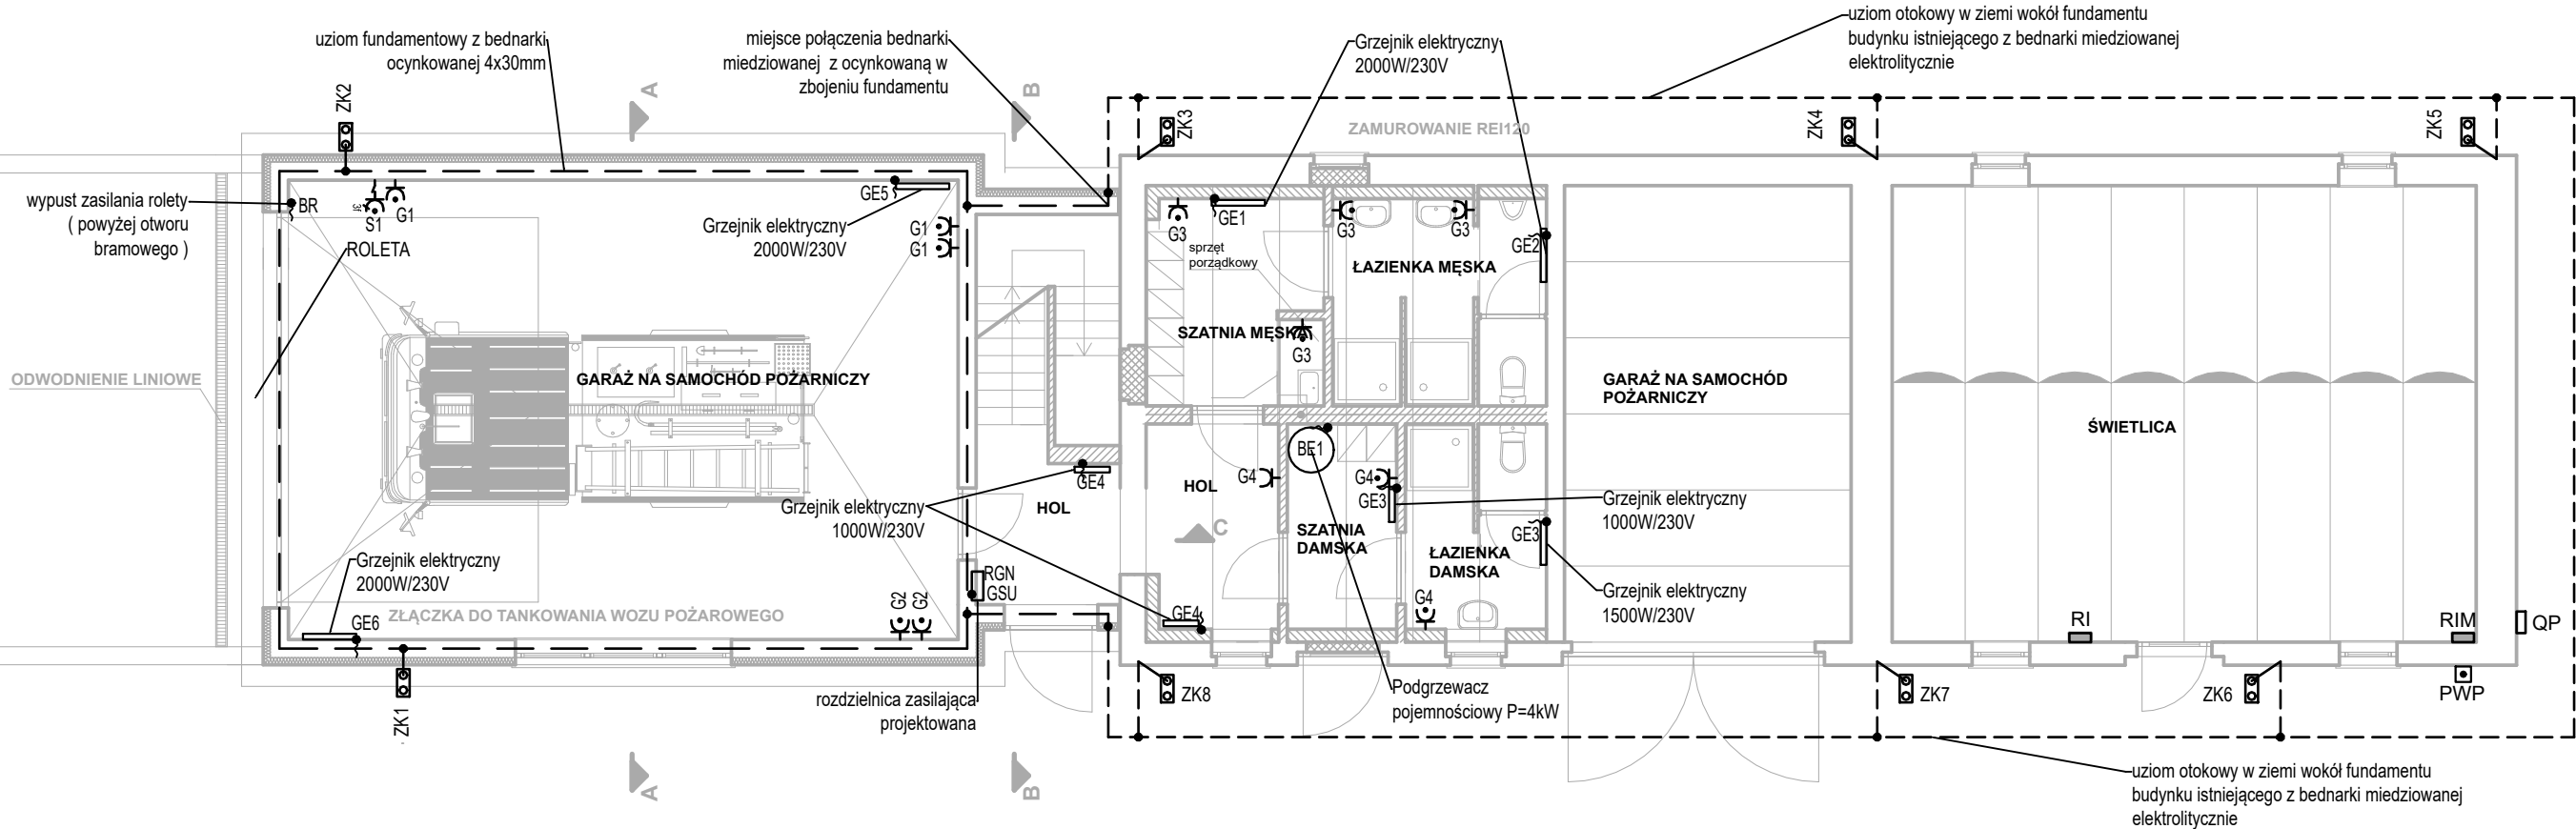 uziom fundamentowy z bednarki
ocynkowanej 4x30mm
miejsce połączenia bednarki
miedziowanej z ocynkowaną w
zbojeniu fundamentu
Grzejnik elektryczny
2000W/230V
uziom otokowy w ziemi wokół fundamentu
budynku istniejącego z bednarki miedziowanej
elektrolitycznie
ZK2
A
B
ZK3
ZAMUROWANIE REI120
ZK4
ZK5
wypust zasilania rolety
( powyżej otworu
bramowego )
BR
3f
S1
G1
ROLETA
GE5
Grzejnik elektryczny
2000W/230V
G1
G1
G3
GE1
sprzęt
porządkowy
G3
G3
GE2
ŁAZIENKA MĘSKA
SZATNIA MĘSKA
G3
ODWODNIENIE LINIOWE
GARAŻ NA SAMOCHÓD POŻARNICZY
GARAŻ NA SAMOCHÓD
POŻARNICZY
ŚWIETLICA
BE1
GE4
HOL
G4
HOL
G4
GE3
Grzejnik elektryczny
1000W/230V
Grzejnik elektryczny
1000W/230V
C
SZATNIA
DAMSKA
GE3
ŁAZIENKA
DAMSKA
Grzejnik elektryczny
2000W/230V
RGN
GSU
Grzejnik elektryczny
1500W/230V
ZŁĄCZKA DO TANKOWANIA WOZU POŻAROWEGO
GE6
G2
G2
GE4
G4
RI
RIM
QP
ZK1
rozdzielnica zasilająca
projektowana
ZK8
Podgrzewacz
pojemnościowy P=4kW
ZK7
ZK6
PWP
A
B
uziom otokowy w ziemi wokół fundamentu
budynku istniejącego z bednarki miedziowanej
elektrolitycznie